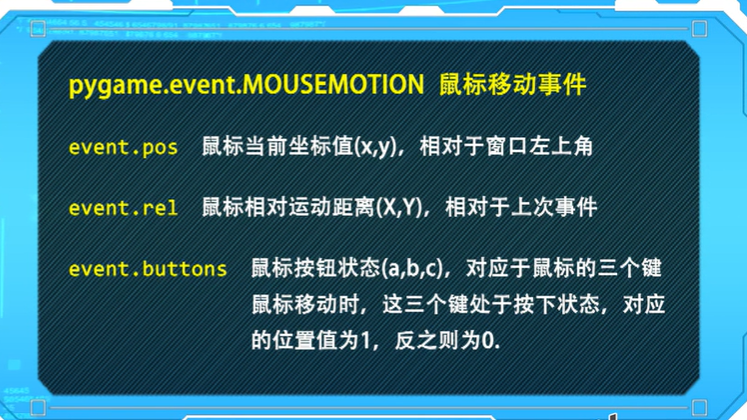 pygame.event.MOUSEMOTION 鼠标移动事件
event.pos 鼠标当前坐标值(x,y)，相对于窗口左上角
event.rel 鼠标相对运动距离(X,Y)，相对于上次事件
event.buttons 鼠标按钮状态(a,b,c)，对应于鼠标的三个键
鼠标移动时，这三个键处于按下状态，对应
的位置值为1，反之则为0.